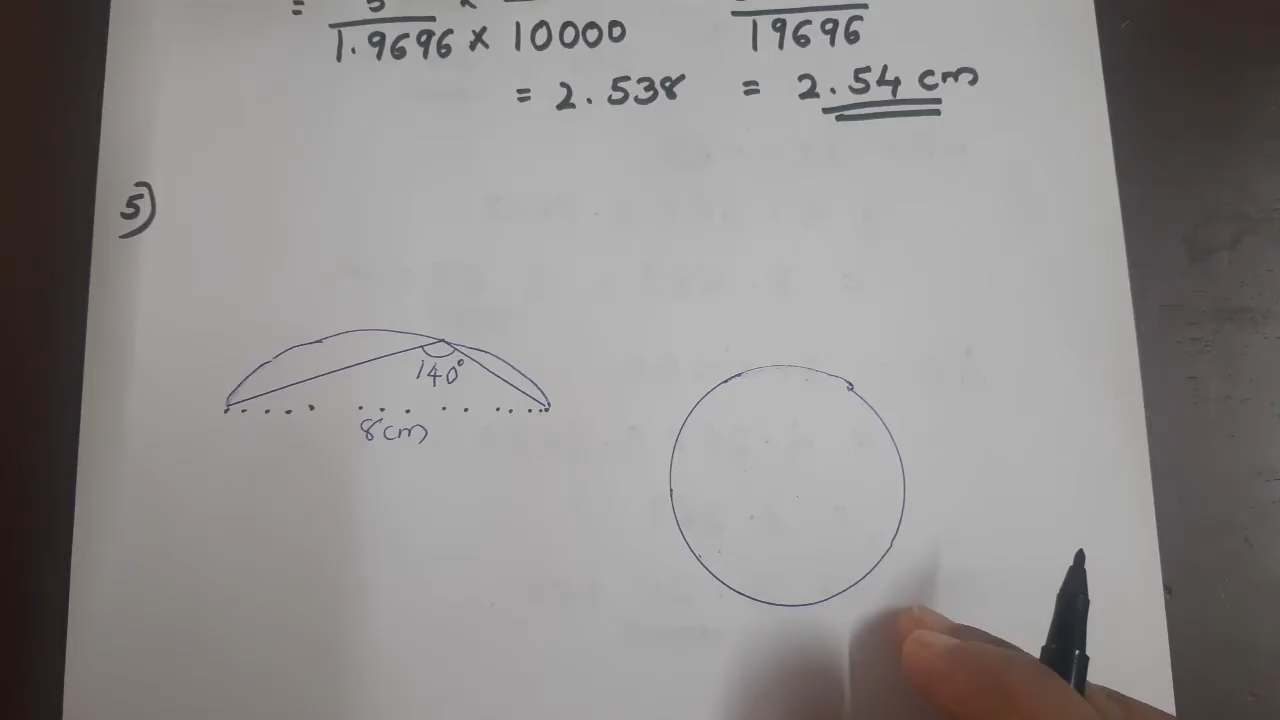 =
1.9696 × 10000 19696
= 2.538 = 2.54 cm
5)
140°
8cm